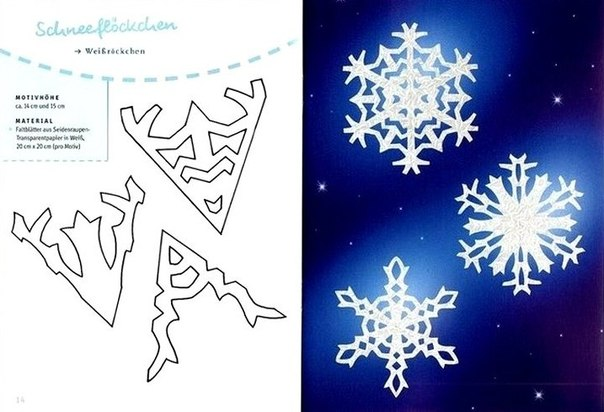 Schneeflöckchen
→ Weißröckchen
MOTIVHÖHE
ca. 14 cm und 15 cm
MATERIAL
Faltblätter aus Seidenraupen-
Transparentpapier in Weiß,
20 cm x 20 cm (pro Motiv)
14